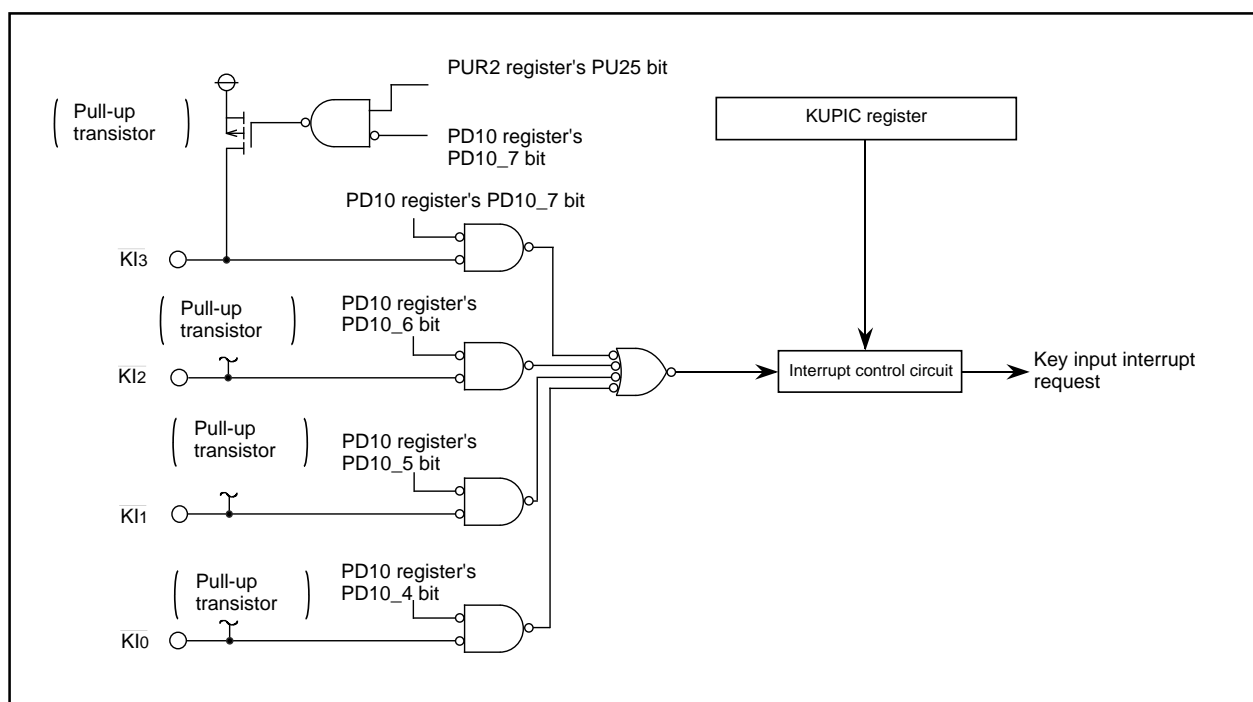 PUR2 register's PU25 bit
Pull-up
transistor
KUPIC register
PD10 register's
PD10_7 bit
PD10 register's PD10_7 bit
KI3
Pull-up
transistor
PD10 register's
PD10_6 bit
KI2
Interrupt control circuit
Key input interrupt
request
Pull-up
transistor
PD10 register's
PD10_5 bit
KI1
Pull-up
transistor
PD10 register's
PD10_4 bit
KI0